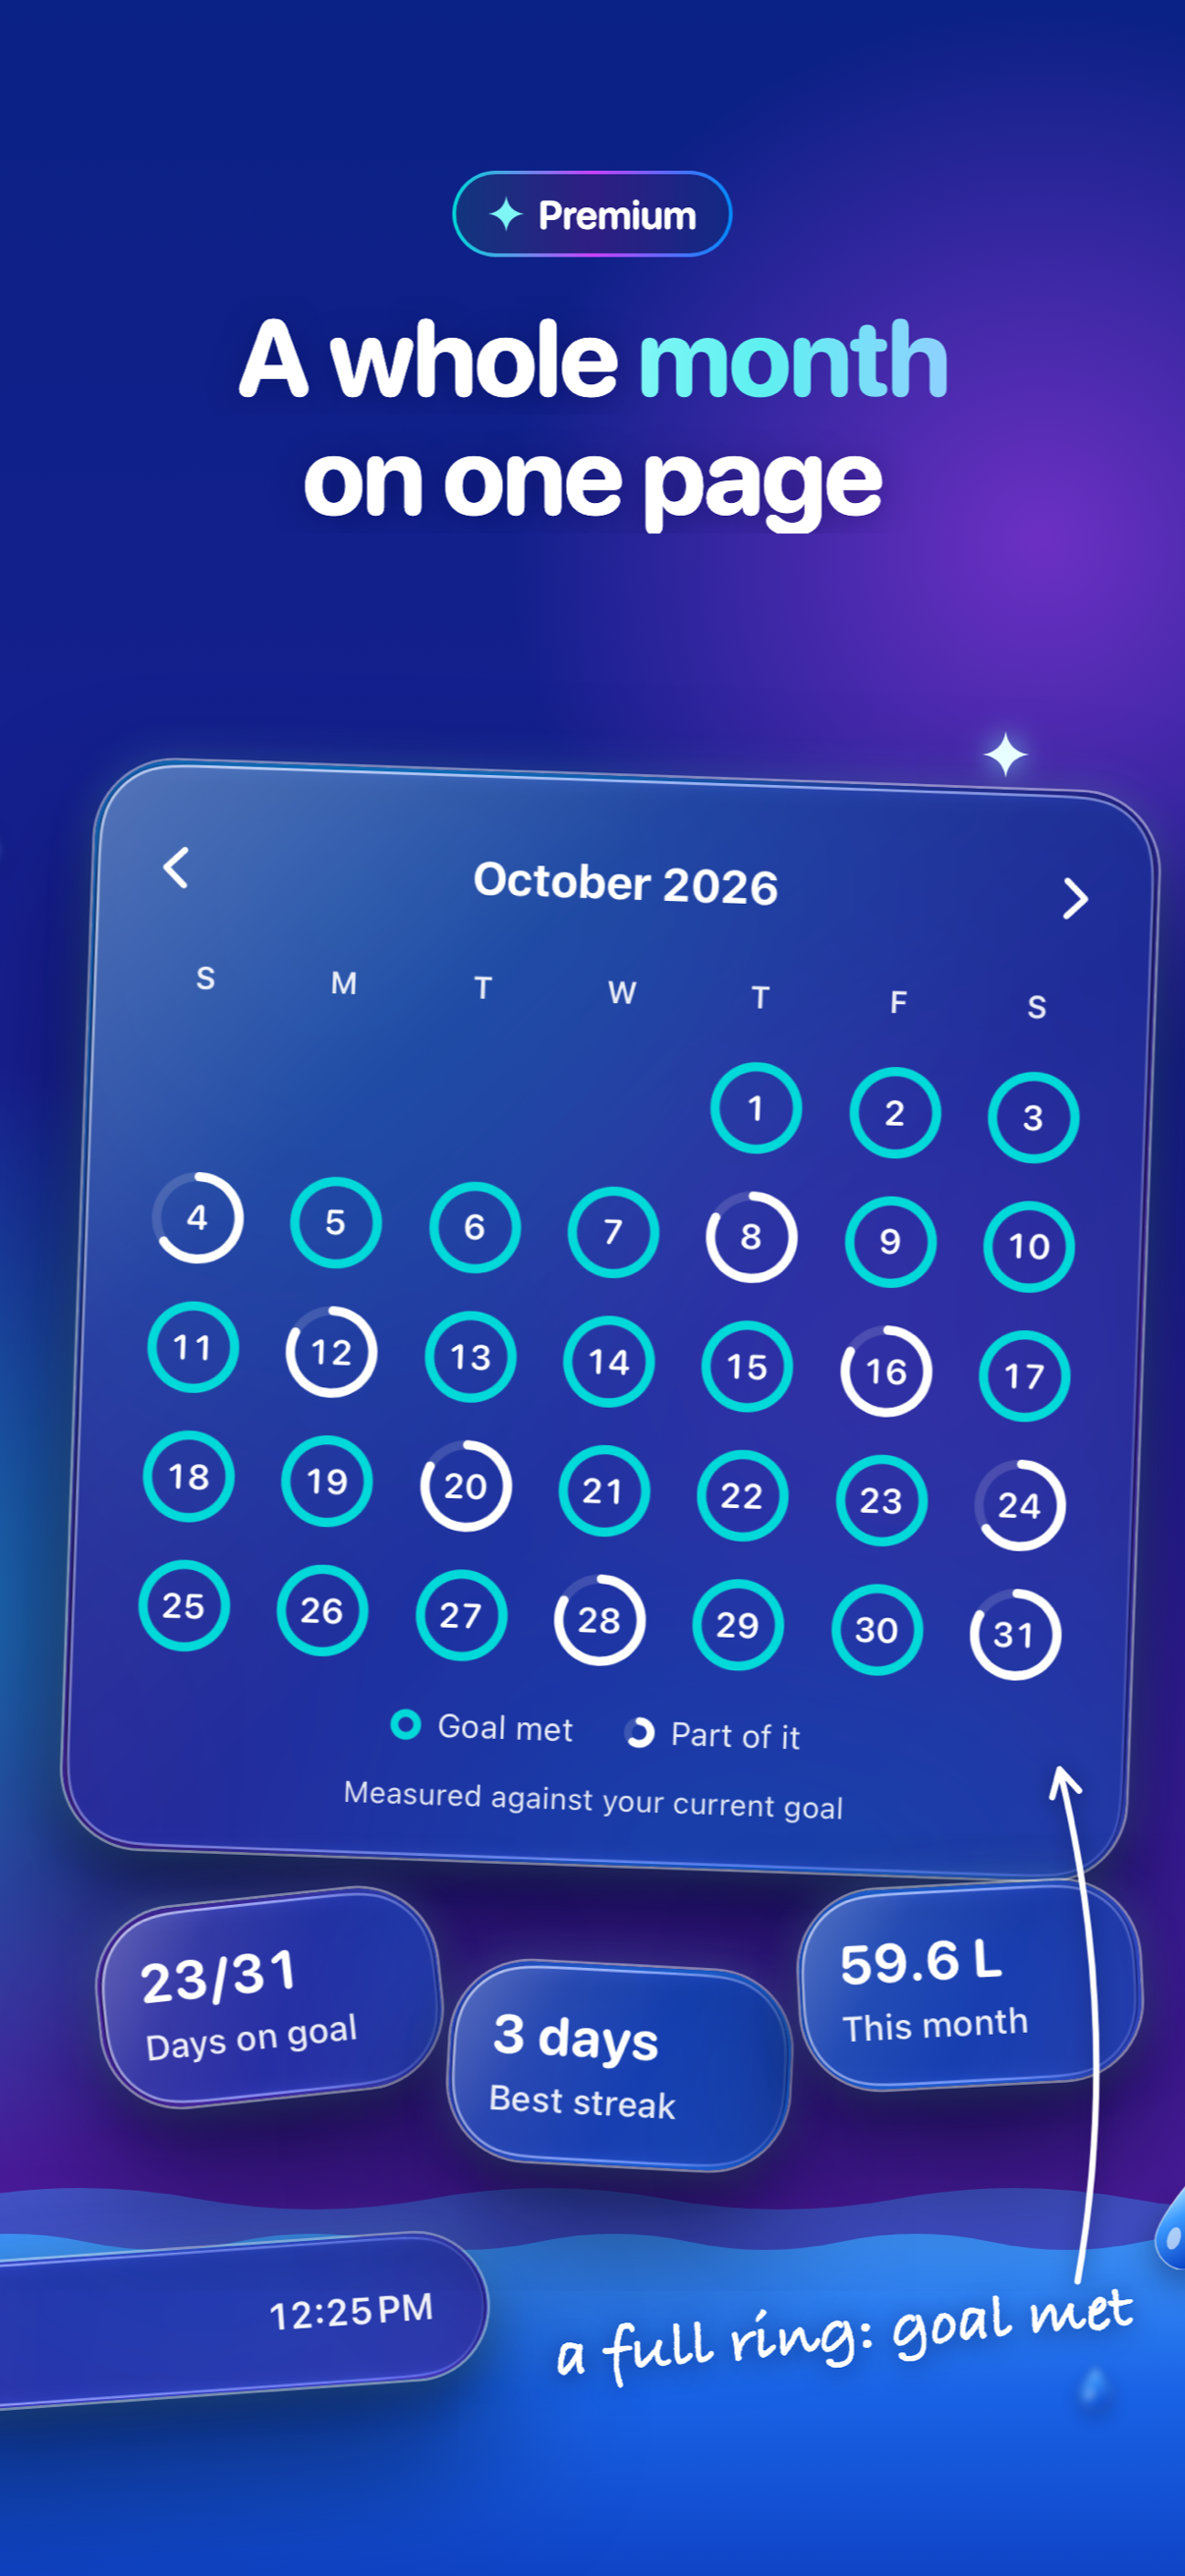 Premium
A whole month
on one page
October 2026
S M T W T F S
1 2 3
4 5 6 7 8 9 10
11 12 13 14 15 16 17
18 19 20 21 22 23 24
25 26 27 28 29 30 31
Goal met Part of it
Measured against your current goal
23/31
Days on goal
3 days
Best streak
59.6 L
This month
12:25 PM
a full ring: goal met